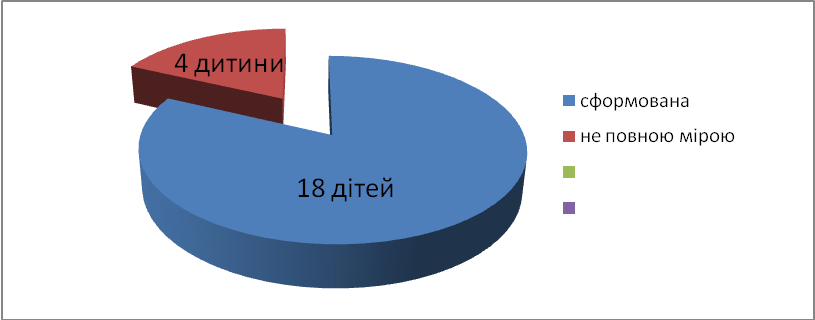 4 дитини
18 дітей
сформована
не повною мірою